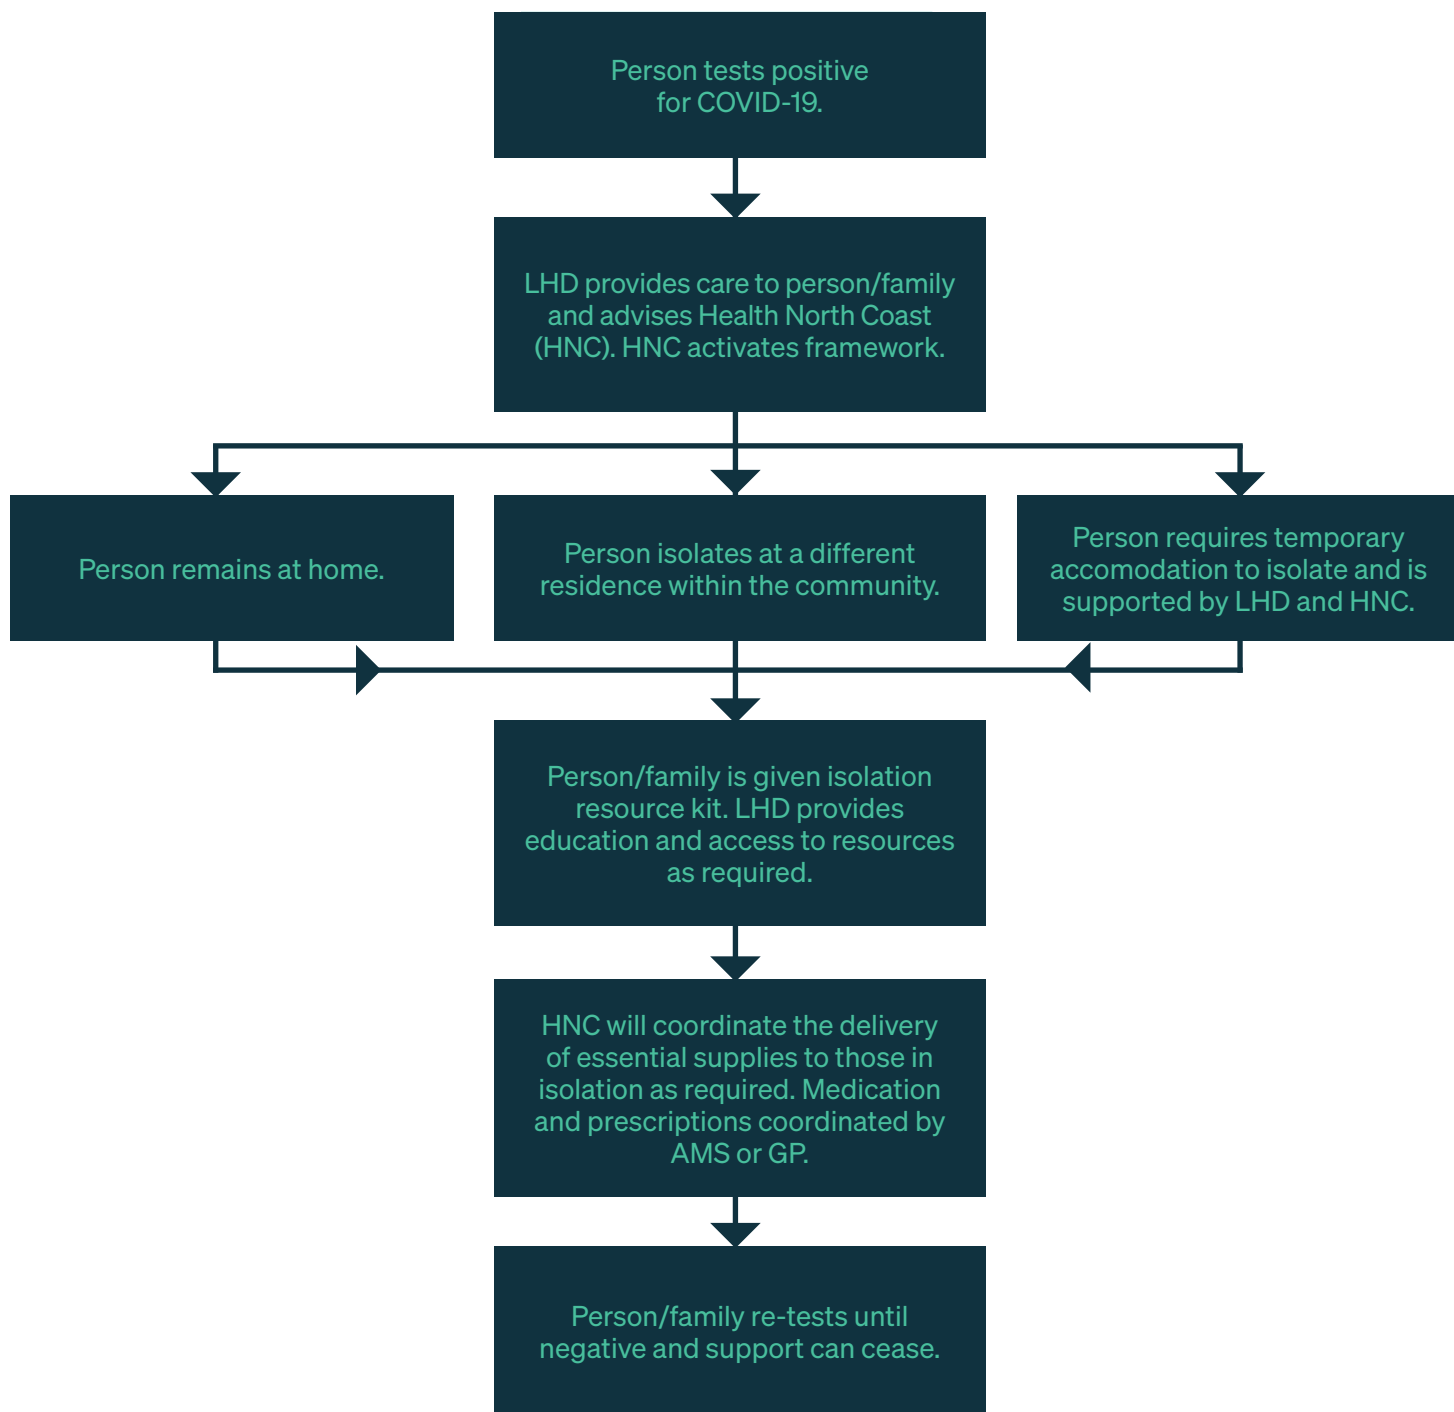 Person tests positive
for COVID-19.
LHD provides care to person/family
and advises Health North Coast
(HNC). HNC activates framework.
Person remains at home.
Person isolates at a different
residence within the community.
Person requires temporary
accomodation to isolate and is
supported by LHD and HNC.
Person/family is given isolation
resource kit. LHD provides
education and access to resources
as required.
HNC will coordinate the delivery
of essential supplies to those in
isolation as required. Medication
and prescriptions coordinated by
AMS or GP.
Person/family re-tests until
negative and support can cease.